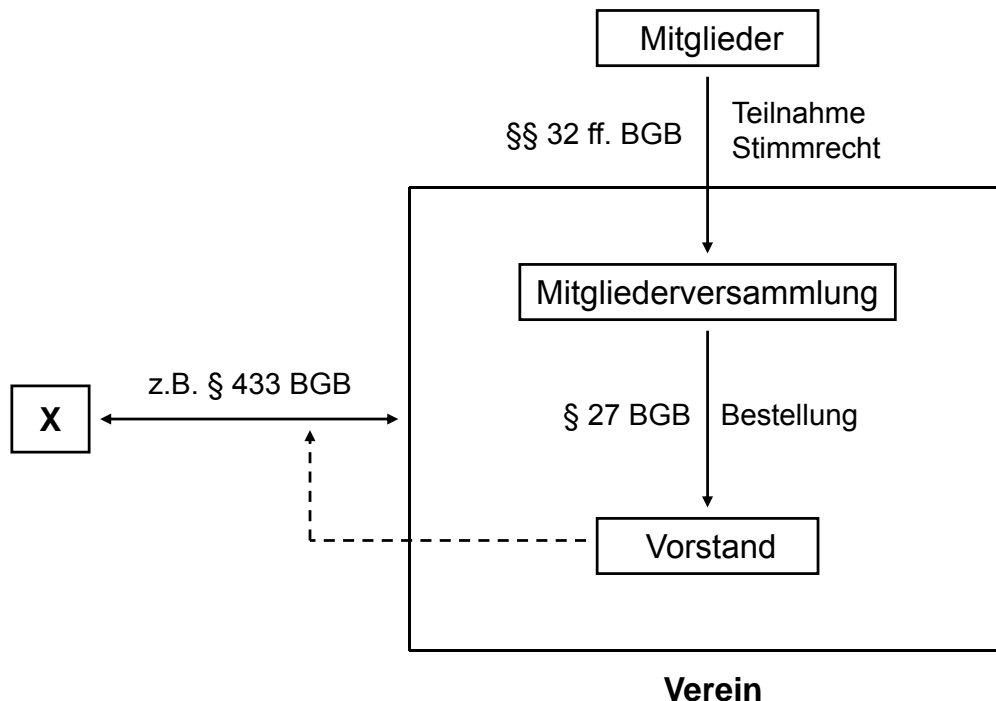 Mitglieder
§§ 32 ff. BGB
Teilnahme
Stimmrecht
Mitgliederversammlung
z.B. § 433 BGB
X
§ 27 BGB
Bestellung
Vorstand
Verein